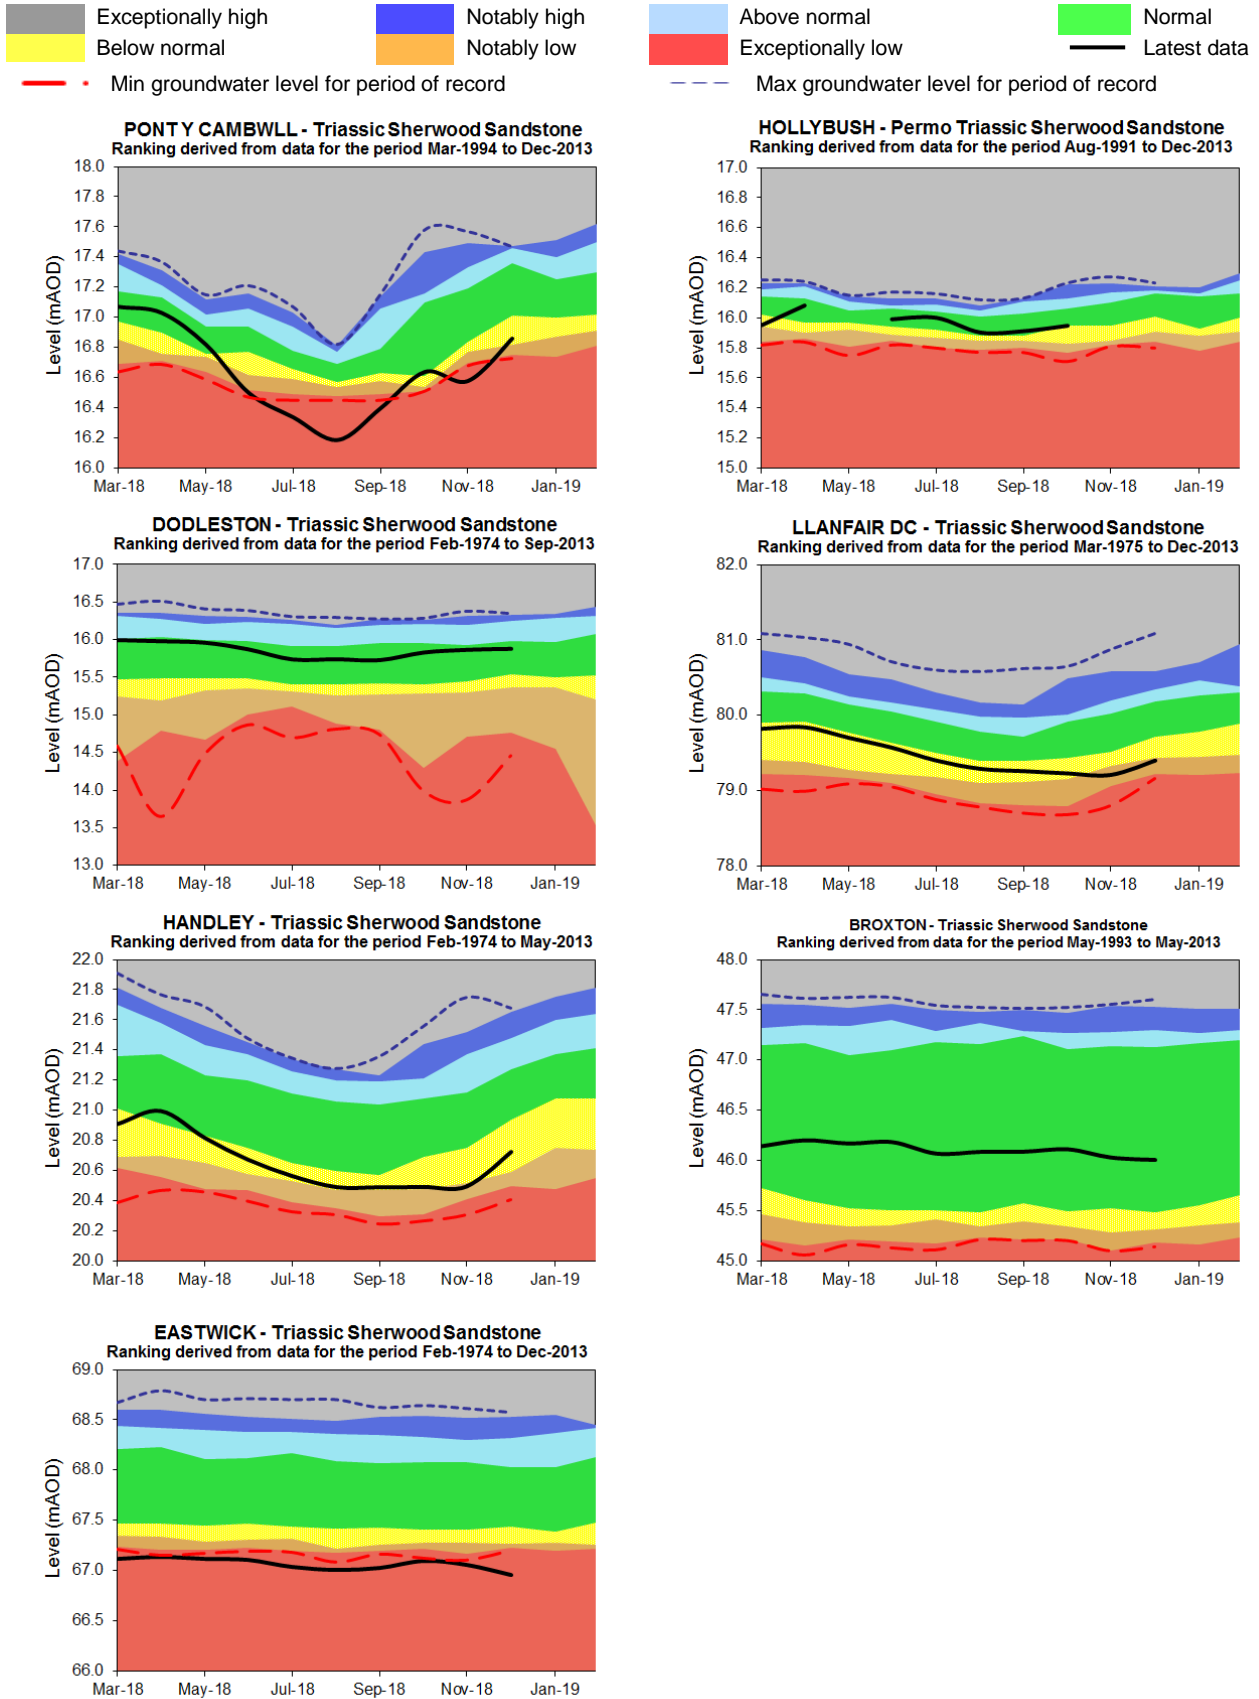 Exceptionally high Notably high Above normal Normal
Below normal Notably low Exceptionally low Latest data
Min groundwater level for period of record Max groundwater level for period of record
PONT Y CAMBWLL - Triassic Sherwood Sandstone
Ranking derived from data for the period Mar-1994 to Dec-2013
Level (mAOD)
18.0
17.8
17.6
17.4
17.2
17.0
16.8
16.6
16.4
16.2
16.0
Mar-18 May-18 Jul-18 Sep-18 Nov-18 Jan-19
HOLLYBUSH - Permo Triassic Sherwood Sandstone
Ranking derived from data for the period Aug-1991 to Dec-2013
Level (mAOD)
17.0
16.8
16.6
16.4
16.2
16.0
15.8
15.6
15.4
15.2
15.0
Mar-18 May-18 Jul-18 Sep-18 Nov-18 Jan-19
DODLESTON - Triassic Sherwood Sandstone
Ranking derived from data for the period Feb-1974 to Sep-2013
Level (mAOD)
17.0
16.5
16.0
15.5
15.0
14.5
14.0
13.5
13.0
Mar-18 May-18 Jul-18 Sep-18 Nov-18 Jan-19
LLANFAIR DC - Triassic Sherwood Sandstone
Ranking derived from data for the period Mar-1975 to Dec-2013
Level (mAOD)
82.0
81.0
80.0
79.0
78.0
Mar-18 May-18 Jul-18 Sep-18 Nov-18 Jan-19
HANDLEY - Triassic Sherwood Sandstone
Ranking derived from data for the period Feb-1974 to May-2013
Level (mAOD)
22.0
21.8
21.6
21.4
21.2
21.0
20.8
20.6
20.4
20.2
20.0
Mar-18 May-18 Jul-18 Sep-18 Nov-18 Jan-19
BROXTON - Triassic Sherwood Sandstone
Ranking derived from data for the period May-1993 to May-2013
Level (mAOD)
48.0
47.5
47.0
46.5
46.0
45.5
45.0
Mar-18 May-18 Jul-18 Sep-18 Nov-18 Jan-19
EASTWICK - Triassic Sherwood Sandstone
Ranking derived from data for the period Feb-1974 to Dec-2013
Level (mAOD)
69.0
68.5
68.0
67.5
67.0
66.5
66.0
Mar-18 May-18 Jul-18 Sep-18 Nov-18 Jan-19